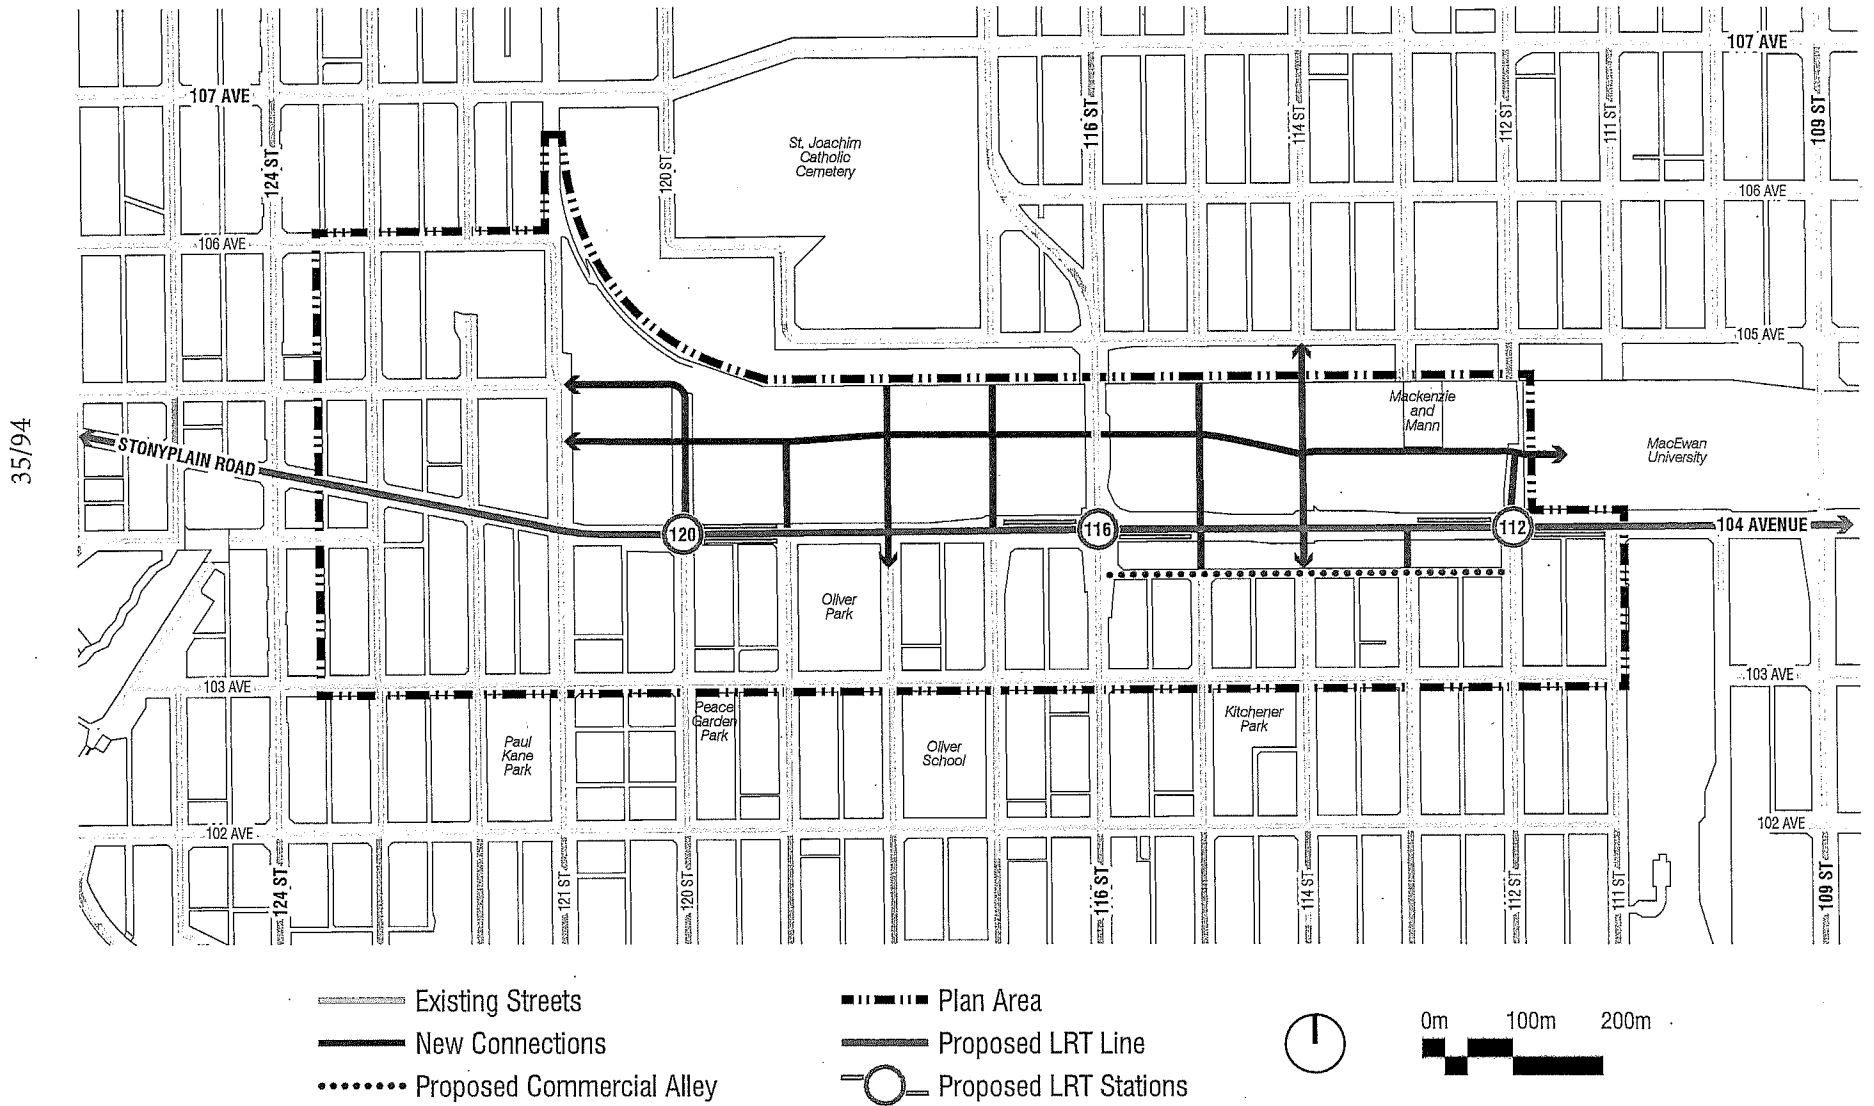 107 AVE
107 AVE
124 ST
120 ST
St. Joachim
Catholic
Cemetery
116 ST
114 ST
112 ST
111 ST
109 ST
106 AVE
106 AVE
105 AVE
35/94
STONYPLAIN ROAD
Mackenzie
and
Mann
MacEwan
University
120
116
112
104 AVENUE
Oliver
Park
103 AVE
103 AVE
Peace
Garden
Park
Paul
Kane
Park
Oliver
School
Kitchener
Park
102 AVE
102 AVE
124 ST
121 ST
120 ST
116 ST
114 ST
112 ST
111 ST
109 ST
Existing Streets
New Connections
Proposed Commercial Alley
Plan Area
Proposed LRT Line
Proposed LRT Stations
0m 100m 200m